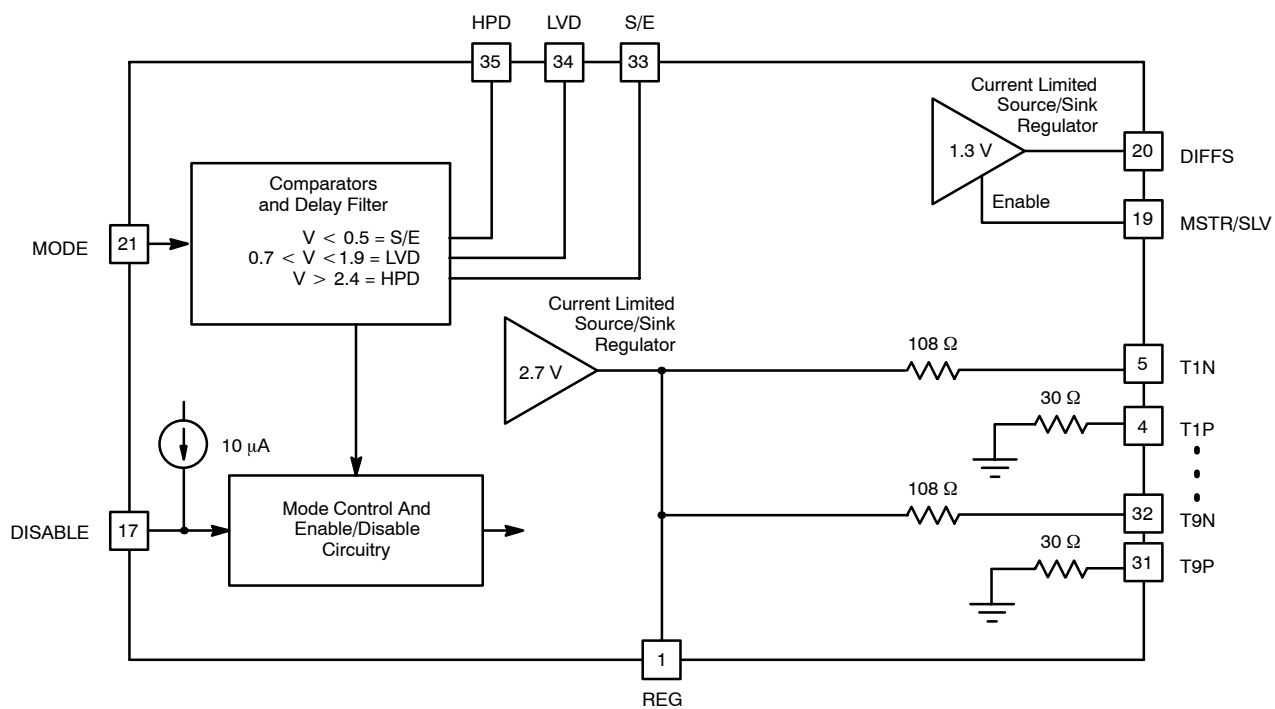 HPD LVD S/E
35 34 33
Current Limited
Source/Sink
Regulator
1.3 V
20
DIFFS
Enable
19
MSTR/SLV
Comparators
and Delay Filter
V < 0.5 = S/E
0.7 < V <1.9 = LVD
V > 2.4 = HPD
MODE
21
Current Limited
Source/Sink
Regulator
2.7 V
108 Ω
5
T1N
30 Ω
4
T1P
10 μA
108 Ω
32
T9N
30 Ω
31
T9P
DISABLE
17
Mode Control And
Enable/Disable
Circuitry
1
REG